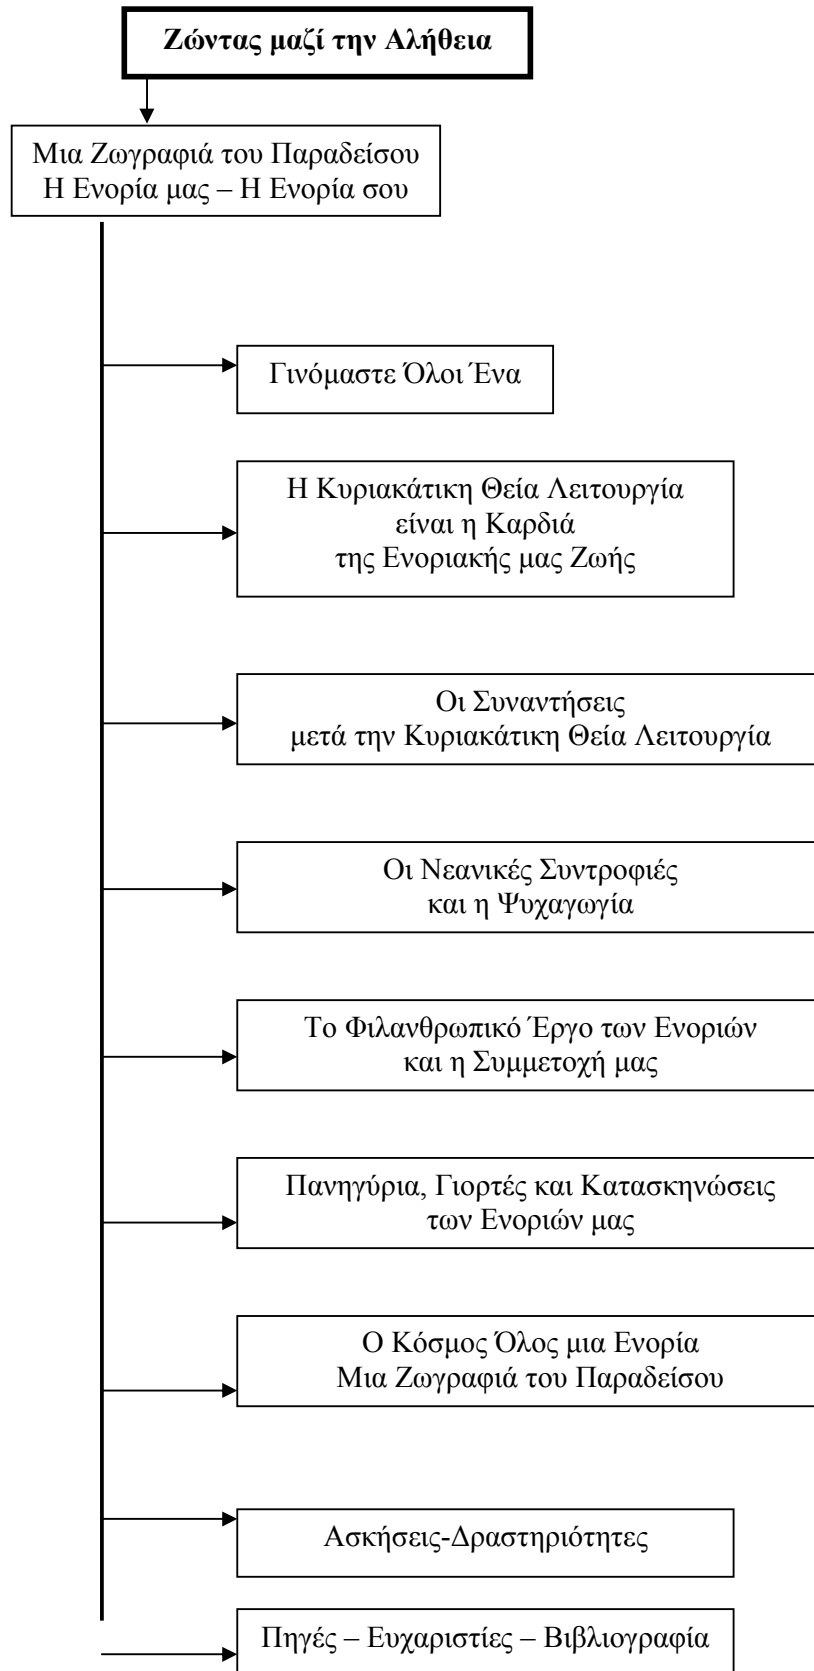 Ζώντας μαζί την Αλήθεια
Μια Ζωγραφιά του Παραδείσου
Η Ενορία μας – Η Ενορία σου
Γινόμαστε Όλοι Ένα
Η Κυριακάτικη Θεία Λειτουργία
είναι η Καρδιά
της Ενοριακής μας Ζωής
Οι Συναντήσεις
μετά την Κυριακάτικη Θεία Λειτουργία
Οι Νεανικές Συντροφιές
και η Ψυχαγωγία
Το Φιλανθρωπικό Έργο των Ενοριών
και η Συμμετοχή μας
Πανηγύρια, Γιορτές και Κατασκηνώσεις
των Ενοριών μας
Ο Κόσμος Όλος μια Ενορία
Μια Ζωγραφιά του Παραδείσου
Ασκήσεις-Δραστηριότητες
Πηγές – Ευχαριστίες – Βιβλιογραφία